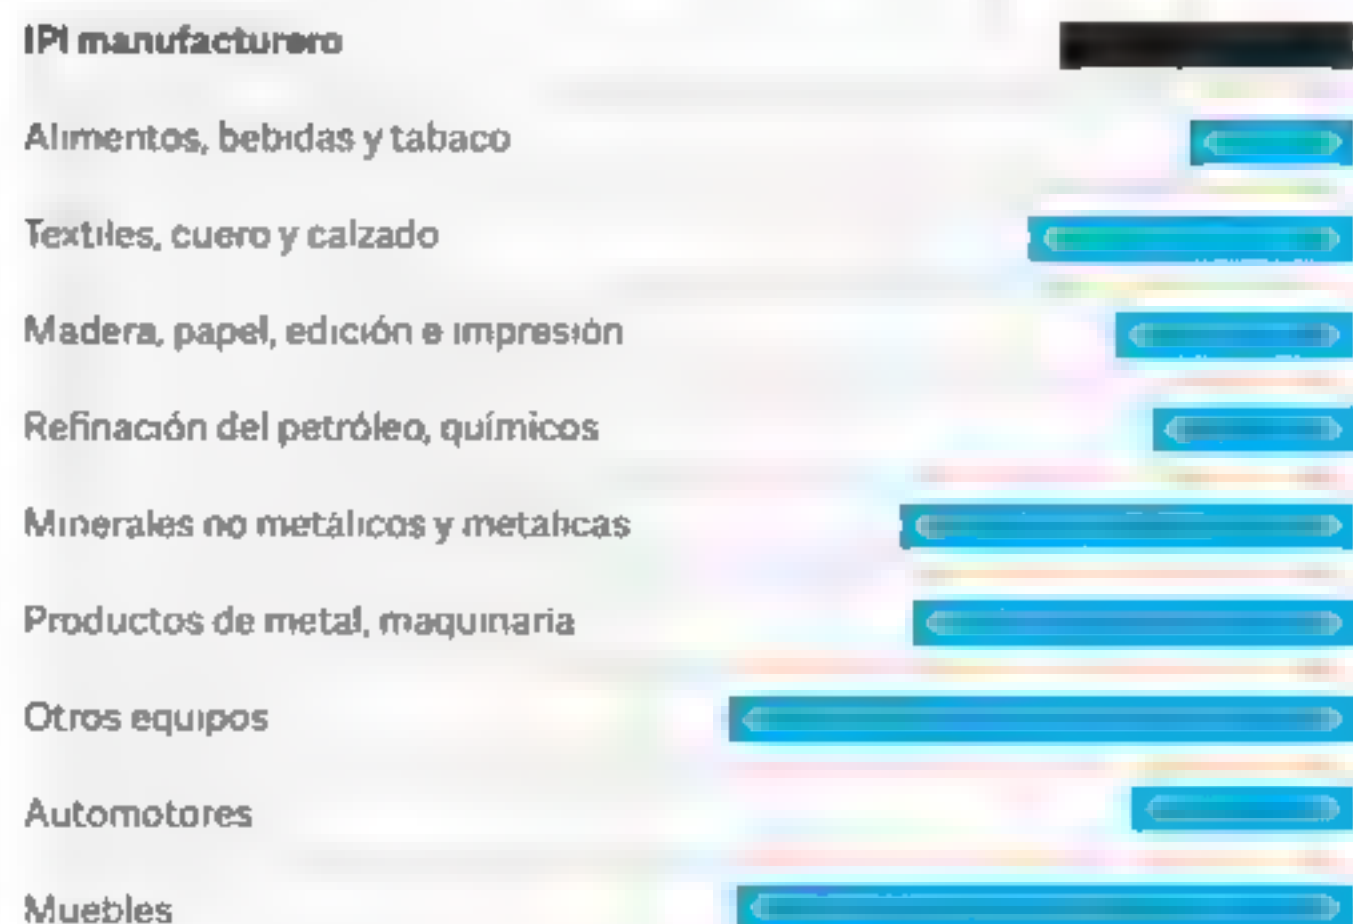 IPI manufacturero
Alimentos, bebidas y tabaco
Textiles, cuero y calzado
Madera, papel, edición e impresión
Refinación del petróleo, químicos
Minerales no metálicos y metálicas
Productos de metal, maquinaria
Otros equipos
Automotores
Muebles